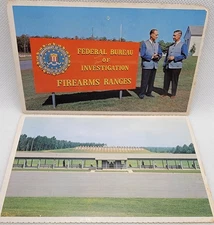 FEDERAL BUREAU
OF
INVESTIGATION
FIREARMS RANGES